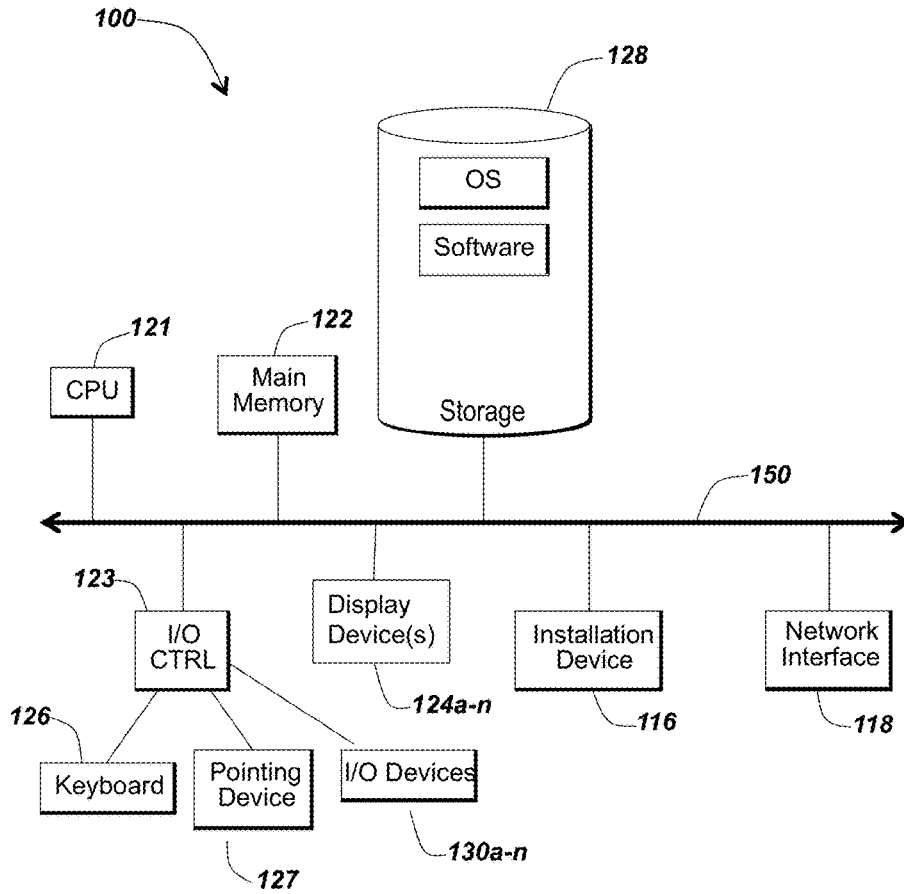 100
128
OS
Software
Storage
121
CPU
122
Main
Memory
150
123
I/O
CTRL
Display
Device(s)
124a-n
Installation
Device
116
Network
Interface
118
126
Keyboard
Pointing
Device
127
I/O Devices
130a-n